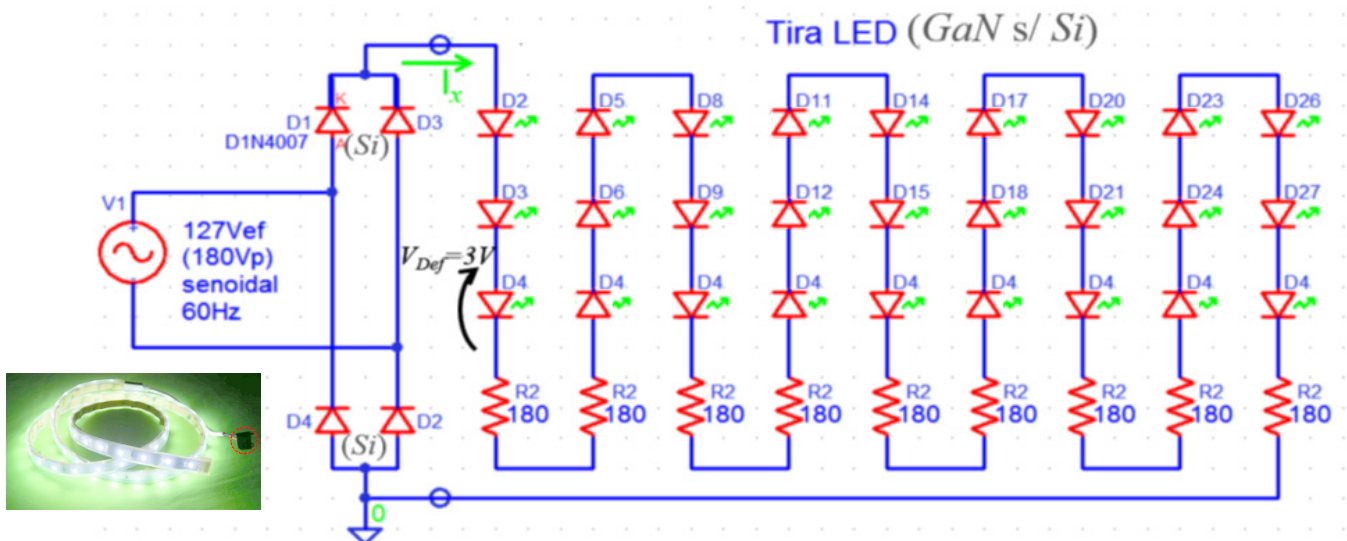 Tira LED (GaN s/ Si)
I x
K
D1
D3
D1N4007
A
(Si)
V1
127Vef
(180Vp)
senoidal
60Hz
V Def=3V
D4
D2
(Si)
0
D2 D5 D8 D11 D14 D17 D20 D23 D26
D3 D6 D9 D12 D15 D18 D21 D24 D27
D4 D4 D4 D4 D4 D4 D4 D4 D4
R2 R2 R2 R2 R2 R2 R2 R2 R2
180 180 180 180 180 180 180 180 180